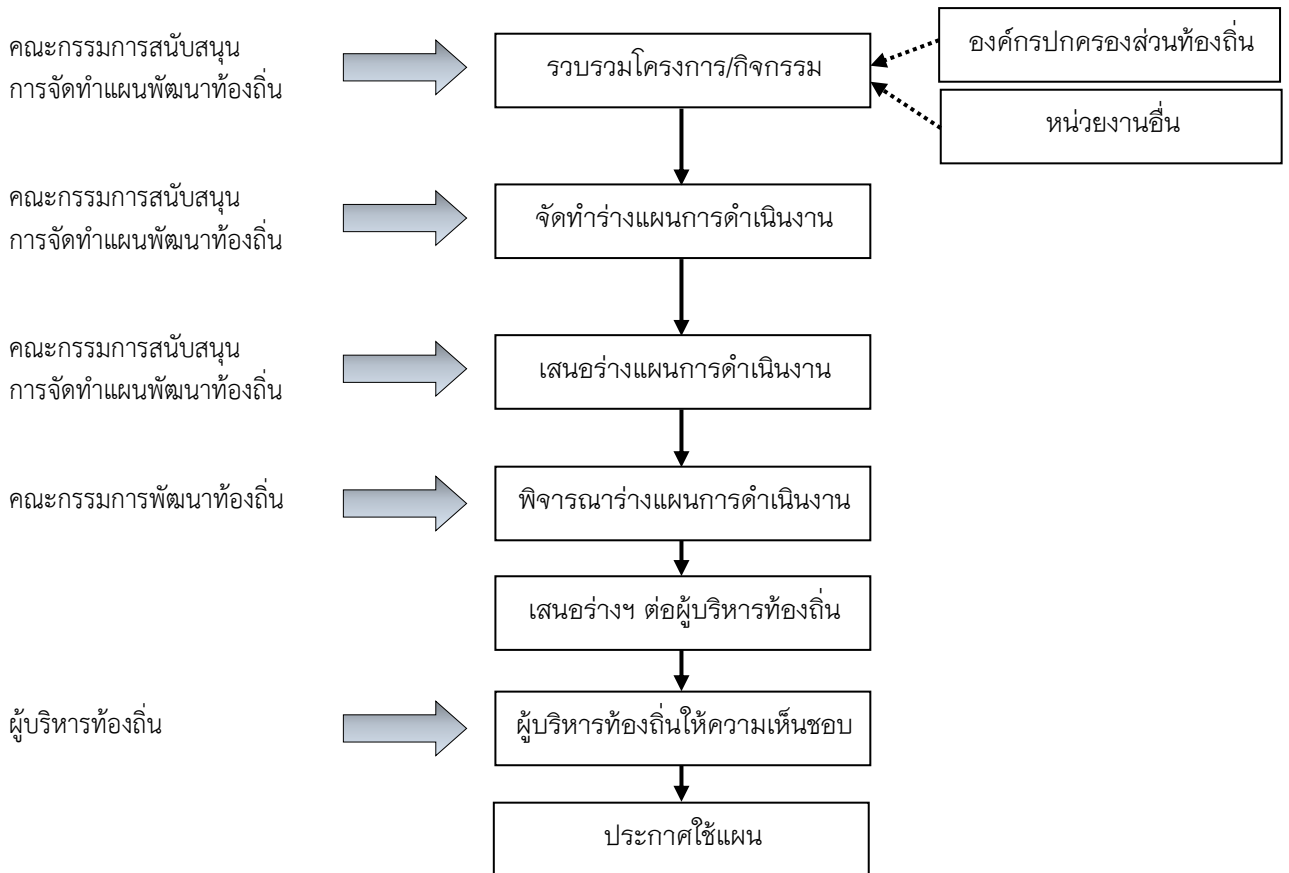 คณะกรรมการสนับสนุน
การจัดทำแผนพัฒนาท้องถิ่น
รวบรวมโครงการ/กิจกรรม
องค์กรปกครองส่วนท้องถิ่น
หน่วยงานอื่น
คณะกรรมการสนับสนุน
การจัดทำแผนพัฒนาท้องถิ่น
จัดทำร่างแผนการดำเนินงาน
คณะกรรมการสนับสนุน
การจัดทำแผนพัฒนาท้องถิ่น
เสนอร่างแผนการดำเนินงาน
คณะกรรมการพัฒนาท้องถิ่น
พิจารณาร่างแผนการดำเนินงาน
เสนอร่างฯ ต่อผู้บริหารท้องถิ่น
ผู้บริหารท้องถิ่น
ผู้บริหารท้องถิ่นให้ความเห็นชอบ
ประกาศใช้แผน